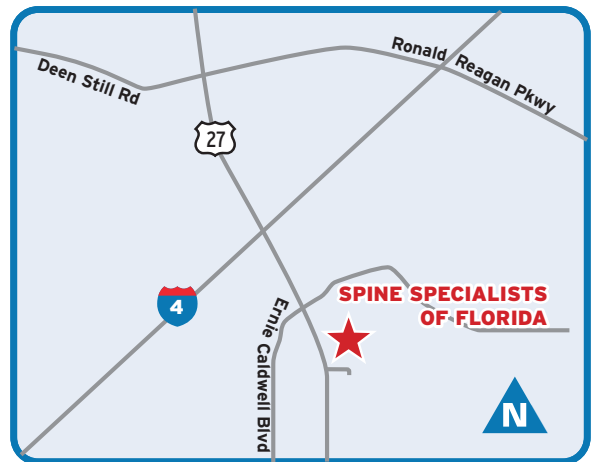 Ronald Reagan Pkwy
Deen Still Rd
27
4
SPINE SPECIALISTS
OF FLORIDA
Ernie Caldwell Blvd
N